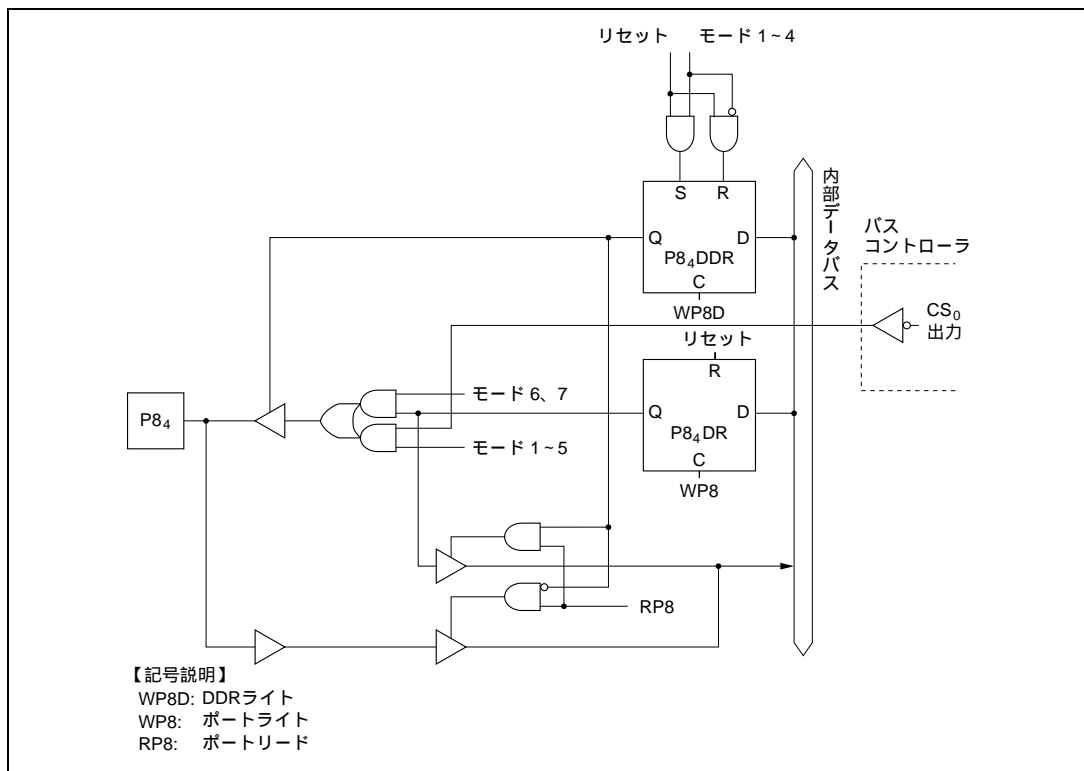 リセット モード 1~4
内部データバス
S R
バス
コントローラ
Q D
P8₄DDR
C
WP8D
CS₀
出力
リセット
R
モード 6、7
P8₄
Q D
P8₄DR
C
モード 1~5
WP8
RP8
【記号説明】
WP8D: DDRライト
WP8: ポートライト
RP8: ポートリード